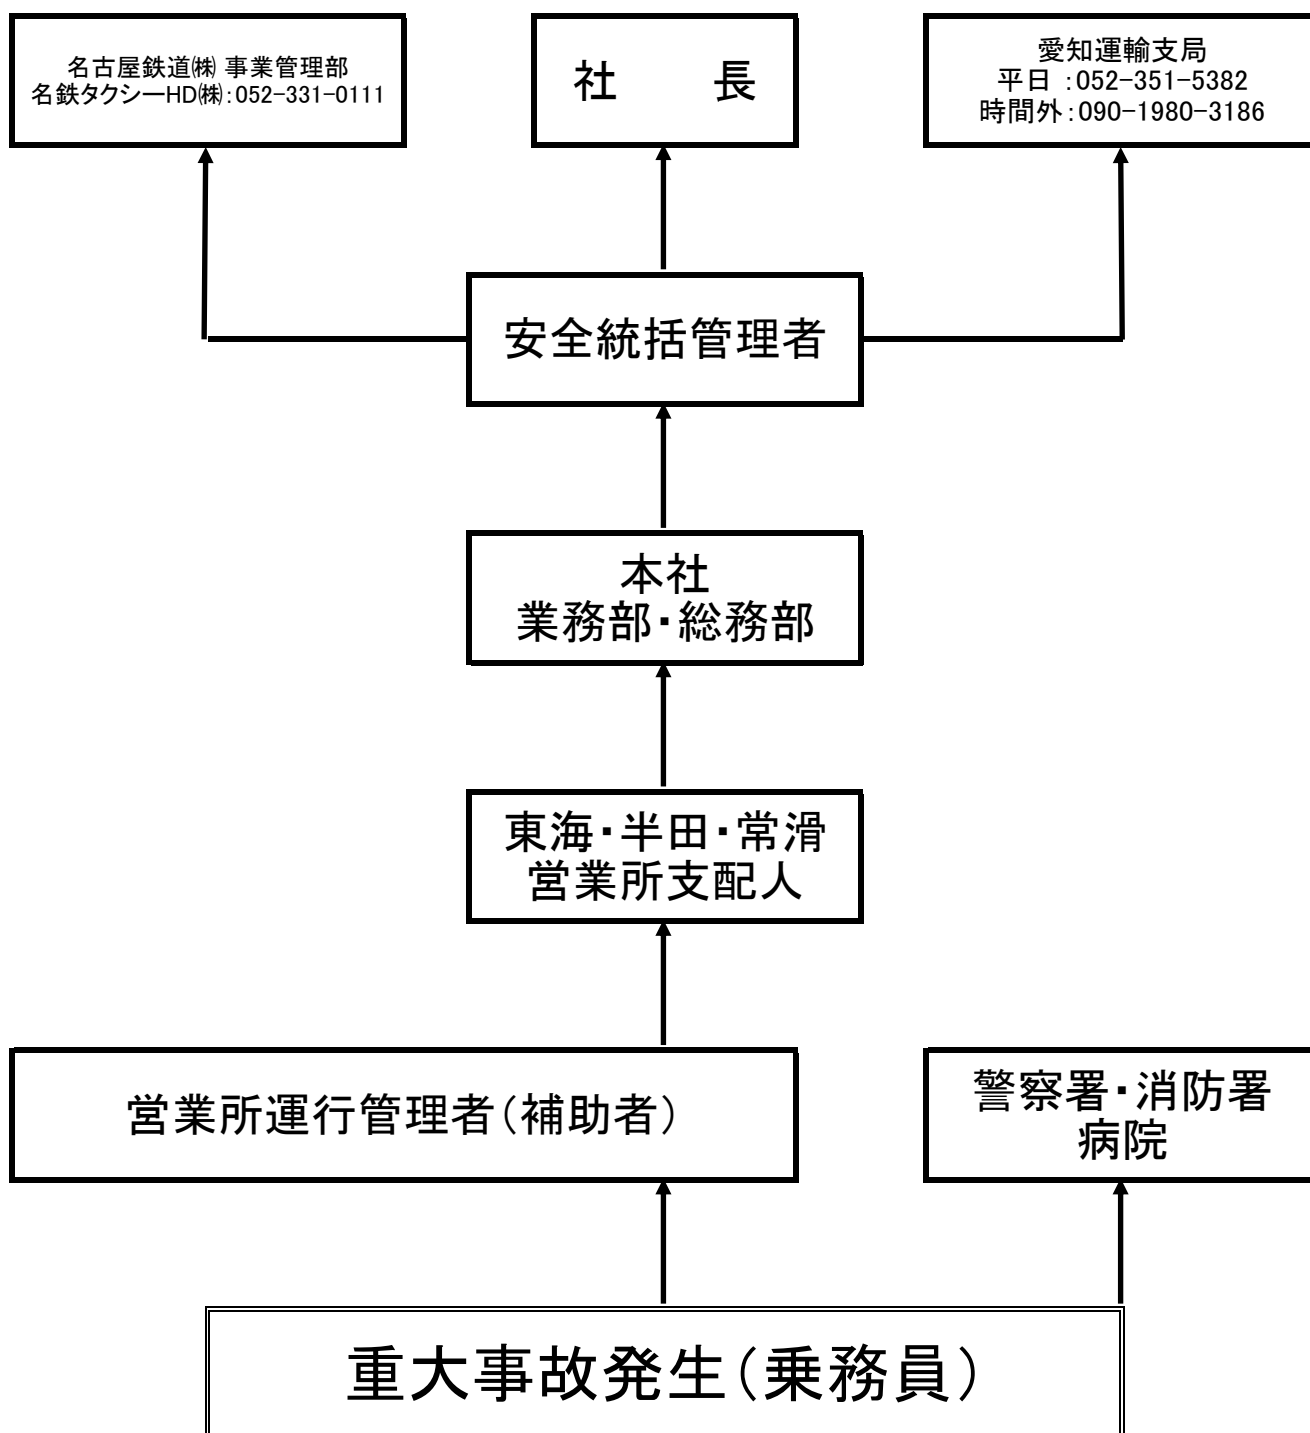 名古屋鉄道㈱ 事業管理部
名鉄タクシーHD㈱:052-331-0111
社　　長
愛知運輸支局
平日 :052-351-5382
時間外:090-1980-3186
安全統括管理者
本社
業務部・総務部
東海・半田・常滑
営業所支配人
営業所運行管理者(補助者)
警察署・消防署
病院
重大事故発生(乗務員)